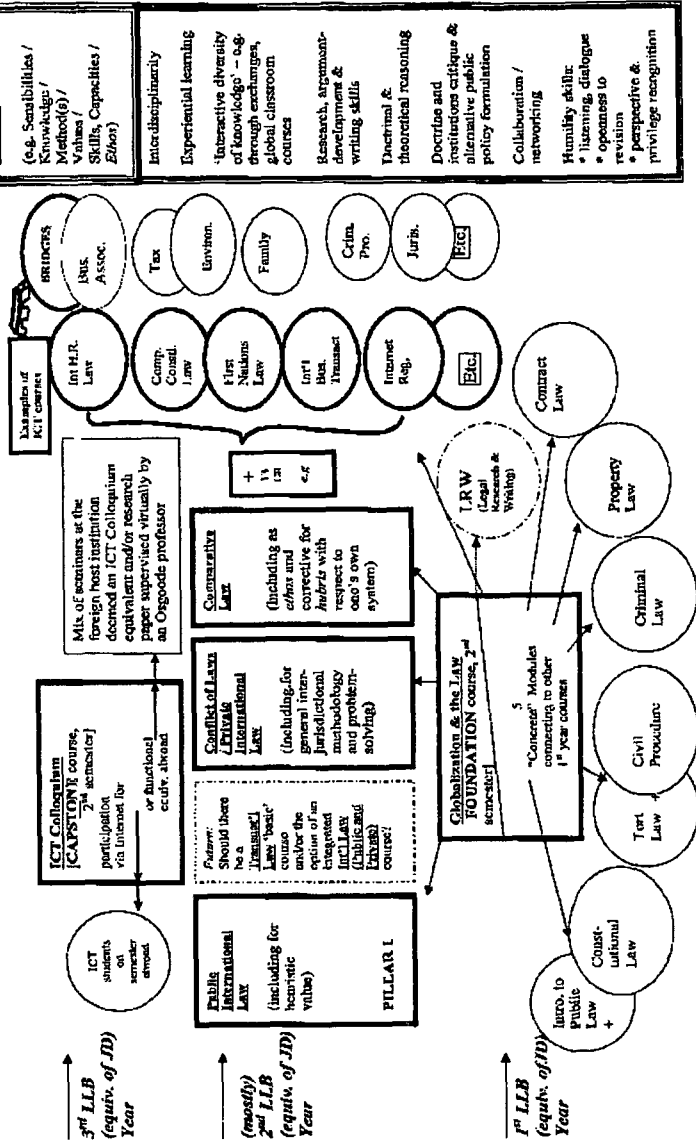 3rd LLB
(equiv. of JD)
Year
ICT
students
on
semester
abroad
ICT Colloquium
[CAPSTONE course,
2nd semester]
participation
via Internet for
or functional
equiv. abroad
Mix of seminers at the
foreign host institution
deemed an ICT Colloquium
equivalent and/or research
paper supervised virtually by
an Osgoode professor
Examples of
ICT courses
BRIDGES
Bus.
Assoc.
(mostly)
2nd LLB
(equiv. of JD)
Year
Public
International
Law
(including for
heuristic
value)
PILLAR I
Future:
Should there
be a
Transnat'l
Law 'basic'
course
and/or the
option of an
integrated
Int'l Law
(Public and
Private)
course?
Conflict of Laws
/ Private
International
Law
(including for
general inter-
jurisdictional
methodology
and problem-
solving)
Comparative
Law
(including as
ethos and
corrective for
hubris with
respect to
one's own
system)
+
e.g
Int H.R.
Law
Comp.
Constl.
Law
First
Nations
Law
Int'l
Bus.
Transact
Internet
Reg.
Etc.
Tax
Environ.
Family
Crim.
Pro.
Juris.
Etc.
1st LLB
(equiv. of JD)
Year
Globalization & the Law
FOUNDATION course, 2nd
semester]
5
"Concrete" Modules
connecting to other
1st year courses
LRW
(Legal
Research &
Writing)
Intro. to
Public
Law
+
Const-
itutional
Law
Tort
Law +
Civil
Procedure
Criminal
Law
Property
Law
Contract
Law
(e.g. Sensibilities /
Knowledge /
Method(s) /
Values /
Skills, Capacities /
Ethos)
Interdisciplinarity
Experiential learning
'Interactive diversity
of knowledge' – e.g.
through exchanges,
global classroom
courses
Research, argument-
development &
writing skills
Doctrinal &
theoretical reasoning
Doctrine and
institutions critique &
alternative public
policy formulation
Collaboration /
networking
Humility skills:
* listening, dialogue
* openness to
revision
* perspective &
privilege recognition